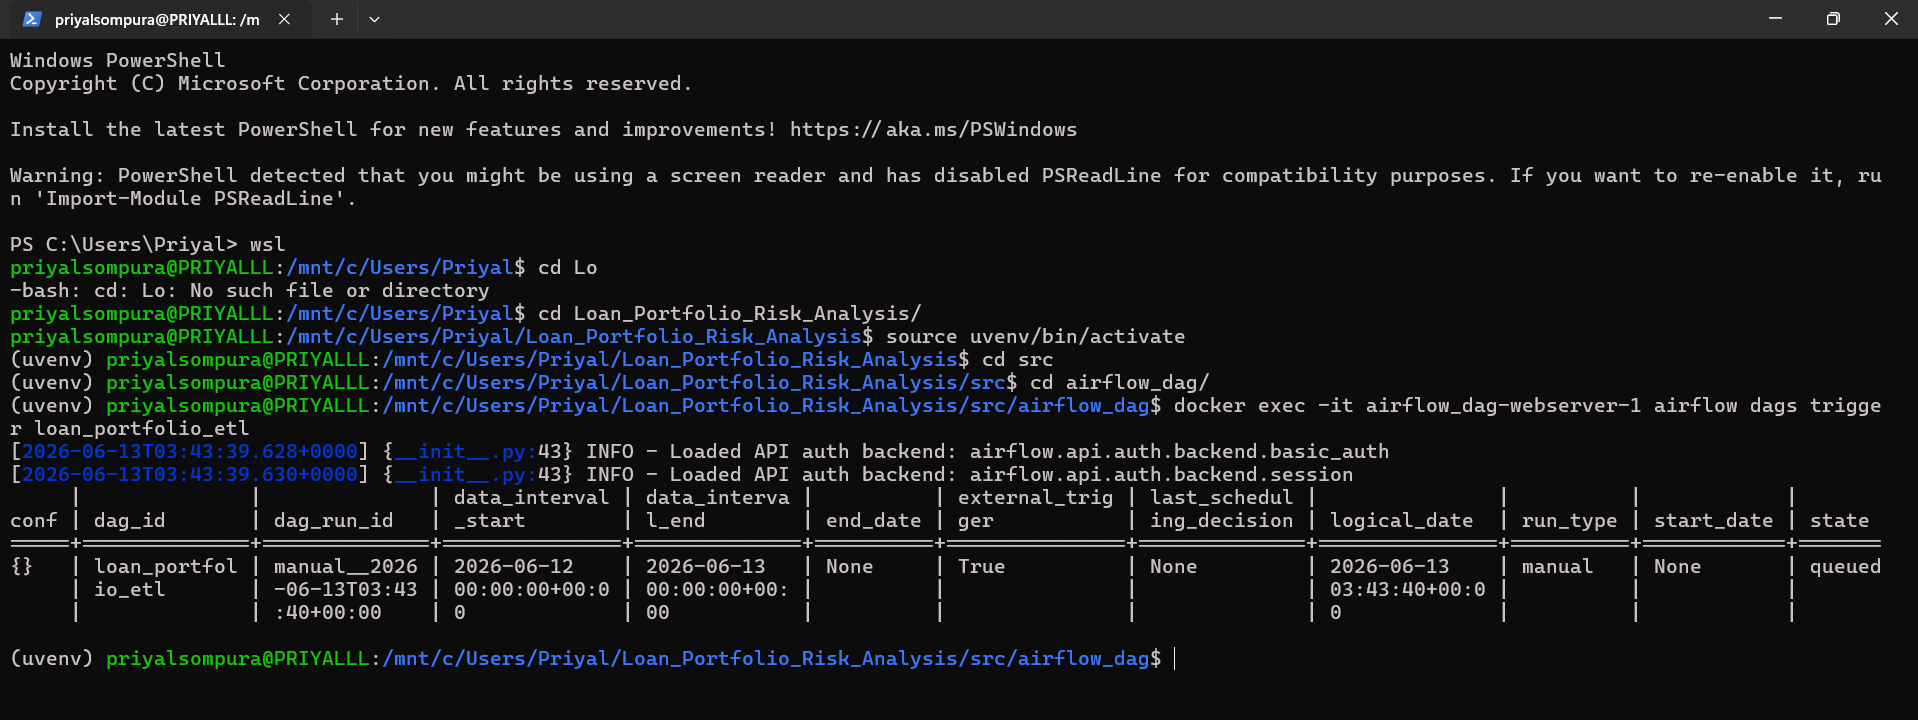 priyalsompura@PRIYALLL: /m
Windows PowerShell
Copyright (C) Microsoft Corporation. All rights reserved.
Install the latest PowerShell for new features and improvements! https://aka.ms/PSWindows
Warning: PowerShell detected that you might be using a screen reader and has disabled PSReadLine for compatibility purposes. If you want to re-enable it, ru
n 'Import-Module PSReadLine'.
PS C:\Users\Priyal> wsl
priyalsompura@PRIYALLL:/mnt/c/Users/Priyal$ cd Lo
-bash: cd: Lo: No such file or directory
priyalsompura@PRIYALLL:/mnt/c/Users/Priyal$ cd Loan_Portfolio_Risk_Analysis/
priyalsompura@PRIYALLL:/mnt/c/Users/Priyal/Loan_Portfolio_Risk_Analysis$ source uvenv/bin/activate
(uvenv) priyalsompura@PRIYALLL:/mnt/c/Users/Priyal/Loan_Portfolio_Risk_Analysis$ cd src
(uvenv) priyalsompura@PRIYALLL:/mnt/c/Users/Priyal/Loan_Portfolio_Risk_Analysis/src$ cd airflow_dag/
(uvenv) priyalsompura@PRIYALLL:/mnt/c/Users/Priyal/Loan_Portfolio_Risk_Analysis/src/airflow_dag$ docker exec -it airflow_dag-webserver-1 airflow dags trigge
r loan_portfolio_etl
[2026-06-13T03:43:39.628+0000] {__init__.py:43} INFO - Loaded API auth backend: airflow.api.auth.backend.basic_auth
[2026-06-13T03:43:39.630+0000] {__init__.py:43} INFO - Loaded API auth backend: airflow.api.auth.backend.session
     |              |              | data_interval | data_interva |          | external_trig | last_schedul |               |          |            |
conf | dag_id       | dag_run_id   | _start        | l_end        | end_date | ger           | ing_decision | logical_date  | run_type | start_date | state
=====+==============+==============+===============+==============+==========+===============+==============+===============+==========+============+=======
{}   | loan_portfol | manual__2026 | 2026-06-12    | 2026-06-13   | None     | True          | None         | 2026-06-13    | manual   | None       | queued
     | io_etl       | -06-13T03:43 | 00:00:00+00:0 | 00:00:00+00: |          |               |              | 03:43:40+00:0 |          |            |
     |              | :40+00:00    | 0             | 00           |          |               |              | 0             |          |            |
(uvenv) priyalsompura@PRIYALLL:/mnt/c/Users/Priyal/Loan_Portfolio_Risk_Analysis/src/airflow_dag$